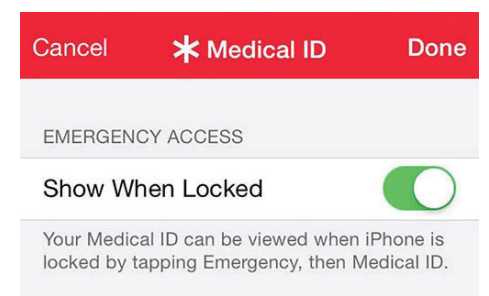 Cancel * Medical ID Done
EMERGENCY ACCESS
Show When Locked
Your Medical ID can be viewed when iPhone is
locked by tapping Emergency, then Medical ID.